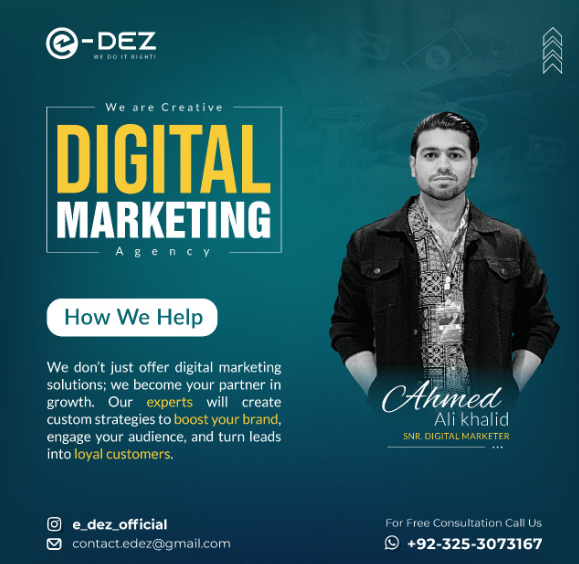 e-DEZ
WE DO IT RIGHT!
We are Creative
DIGITAL
MARKETING
Agency
How We Help
We don't just offer digital marketing
solutions; we become your partner in
growth. Our experts will create
custom strategies to boost your brand,
engage your audience, and turn leads
into loyal customers.
Ahmed
Ali khalid
SNR. DIGITAL MARKETER
e_dez_official
contact.edez@gmail.com
For Free Consultation Call Us
+92-325-3073167